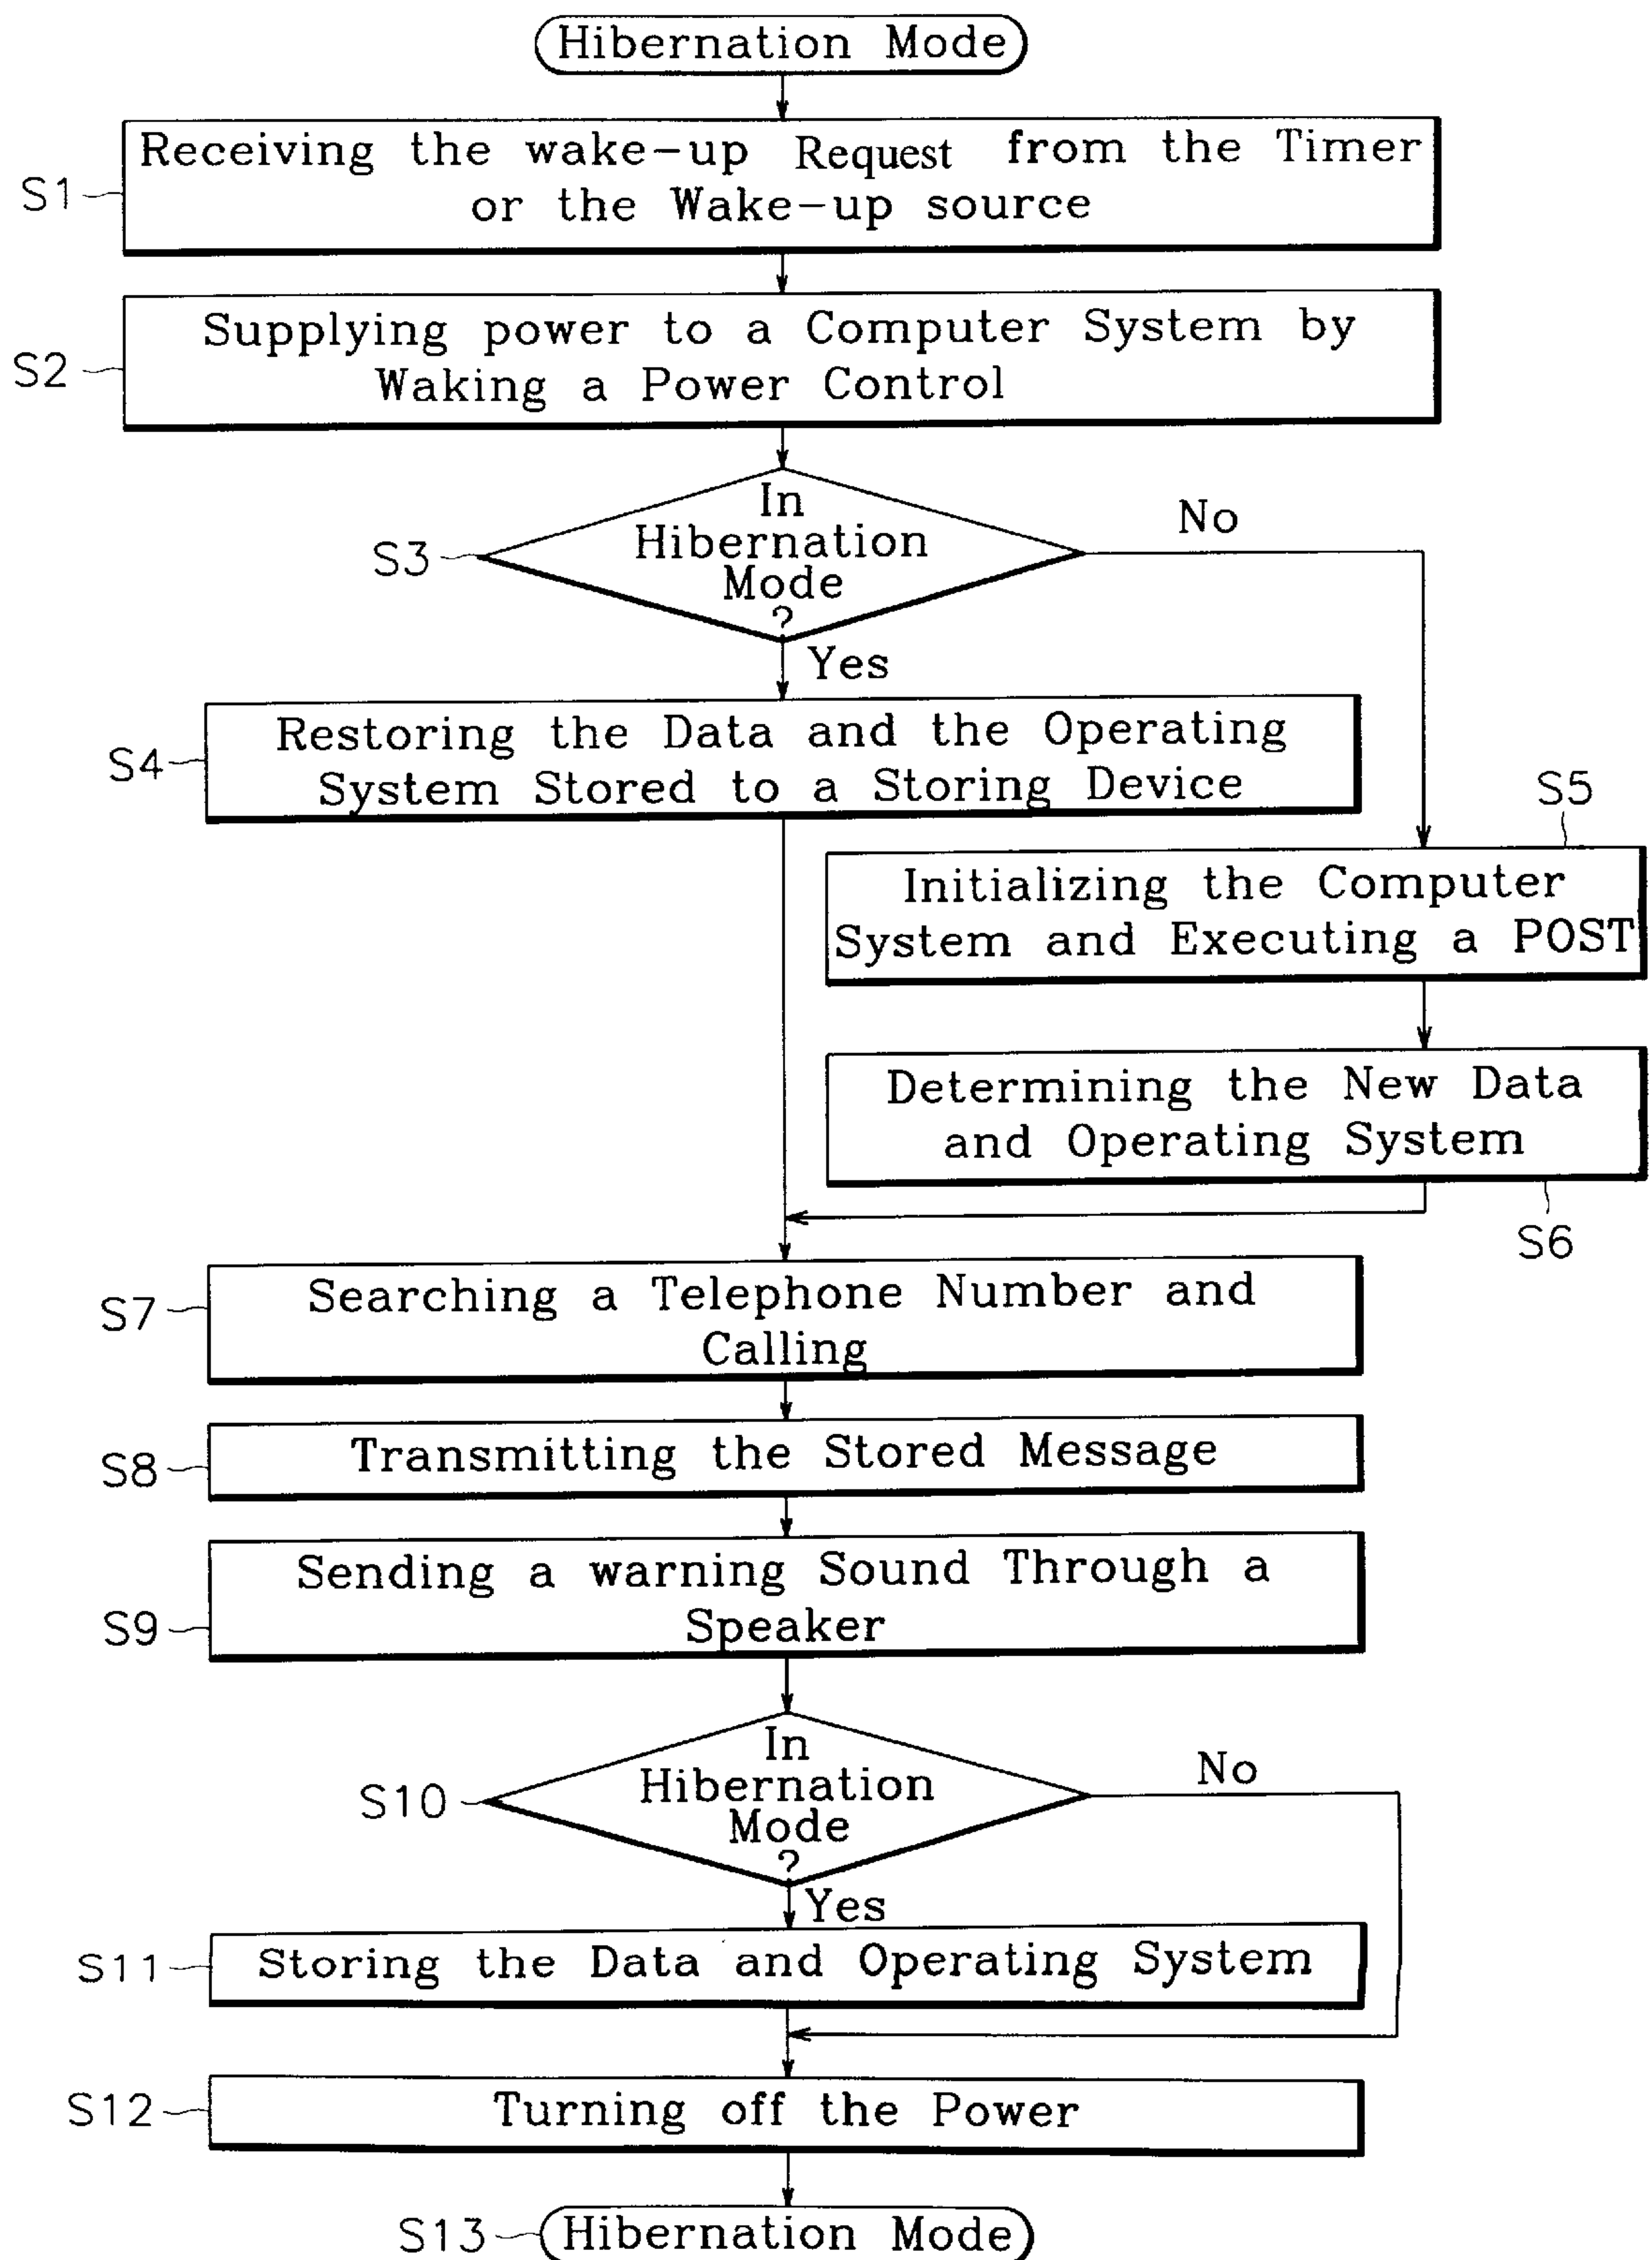 Hibernation Mode
S1
Receiving the wake-up Request from the Timer
or the Wake-up source
S2
Supplying power to a Computer System by
Waking a Power Control
S3
In
Hibernation
Mode
?
No
Yes
S4
Restoring the Data and the Operating
System Stored to a Storing Device
S5
Initializing the Computer
System and Executing a POST
Determining the New Data
and Operating System
S6
S7
Searching a Telephone Number and
Calling
S8
Transmitting the Stored Message
S9
Sending a warning Sound Through a
Speaker
S10
In
Hibernation
Mode
?
No
Yes
S11
Storing the Data and Operating System
S12
Turning off the Power
S13
Hibernation Mode